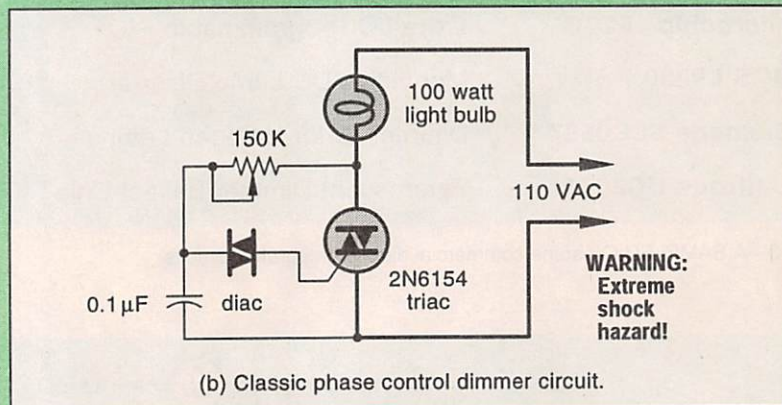 100 watt
light bulb
150K
110 VAC
2N6154
triac
diac
0.1µF
WARNING:
Extreme
shock
hazard!
(b) Classic phase control dimmer circuit.